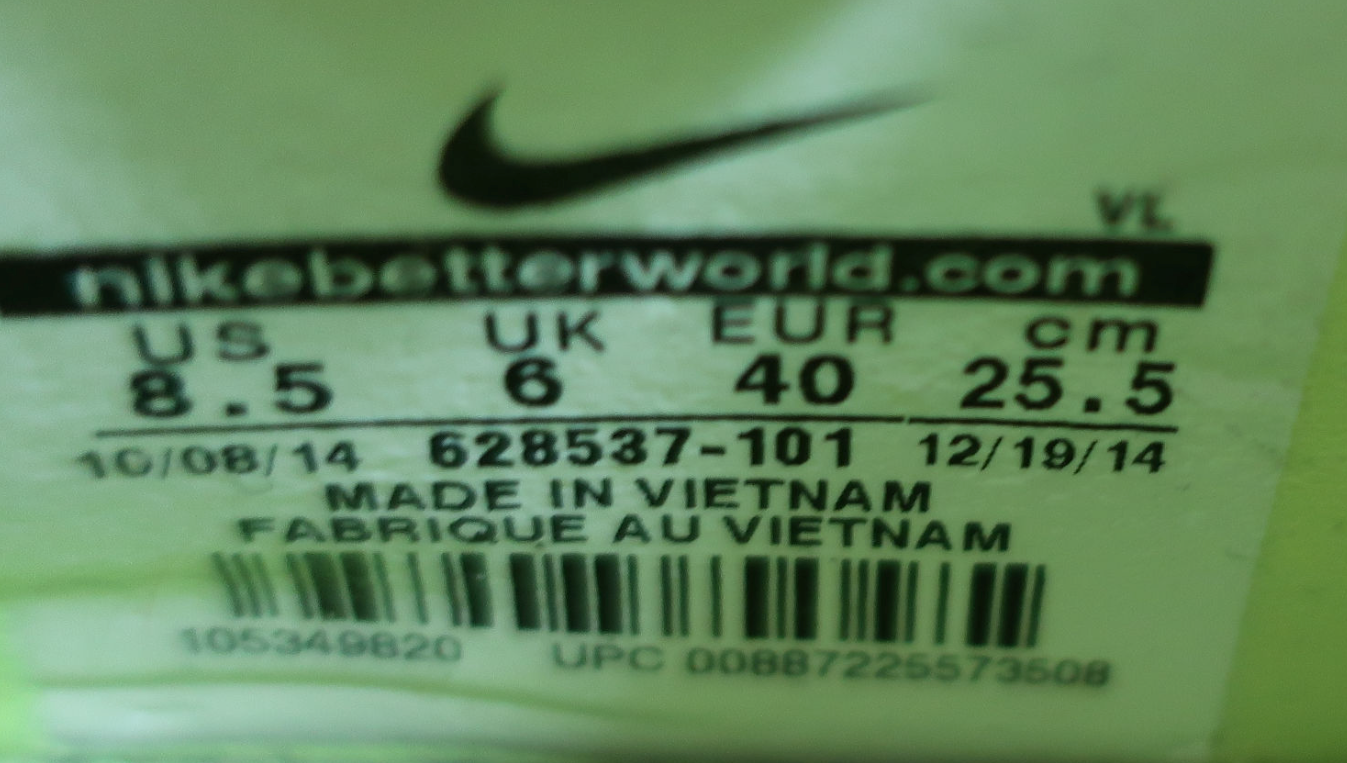 VL
nikebetterworld.com
US UK EUR cm
8.5 6 40 25.5
10/08/14 628537-101 12/19/14
MADE IN VIETNAM
FABRIQUE AU VIETNAM
105349820 UPC 00887225573508